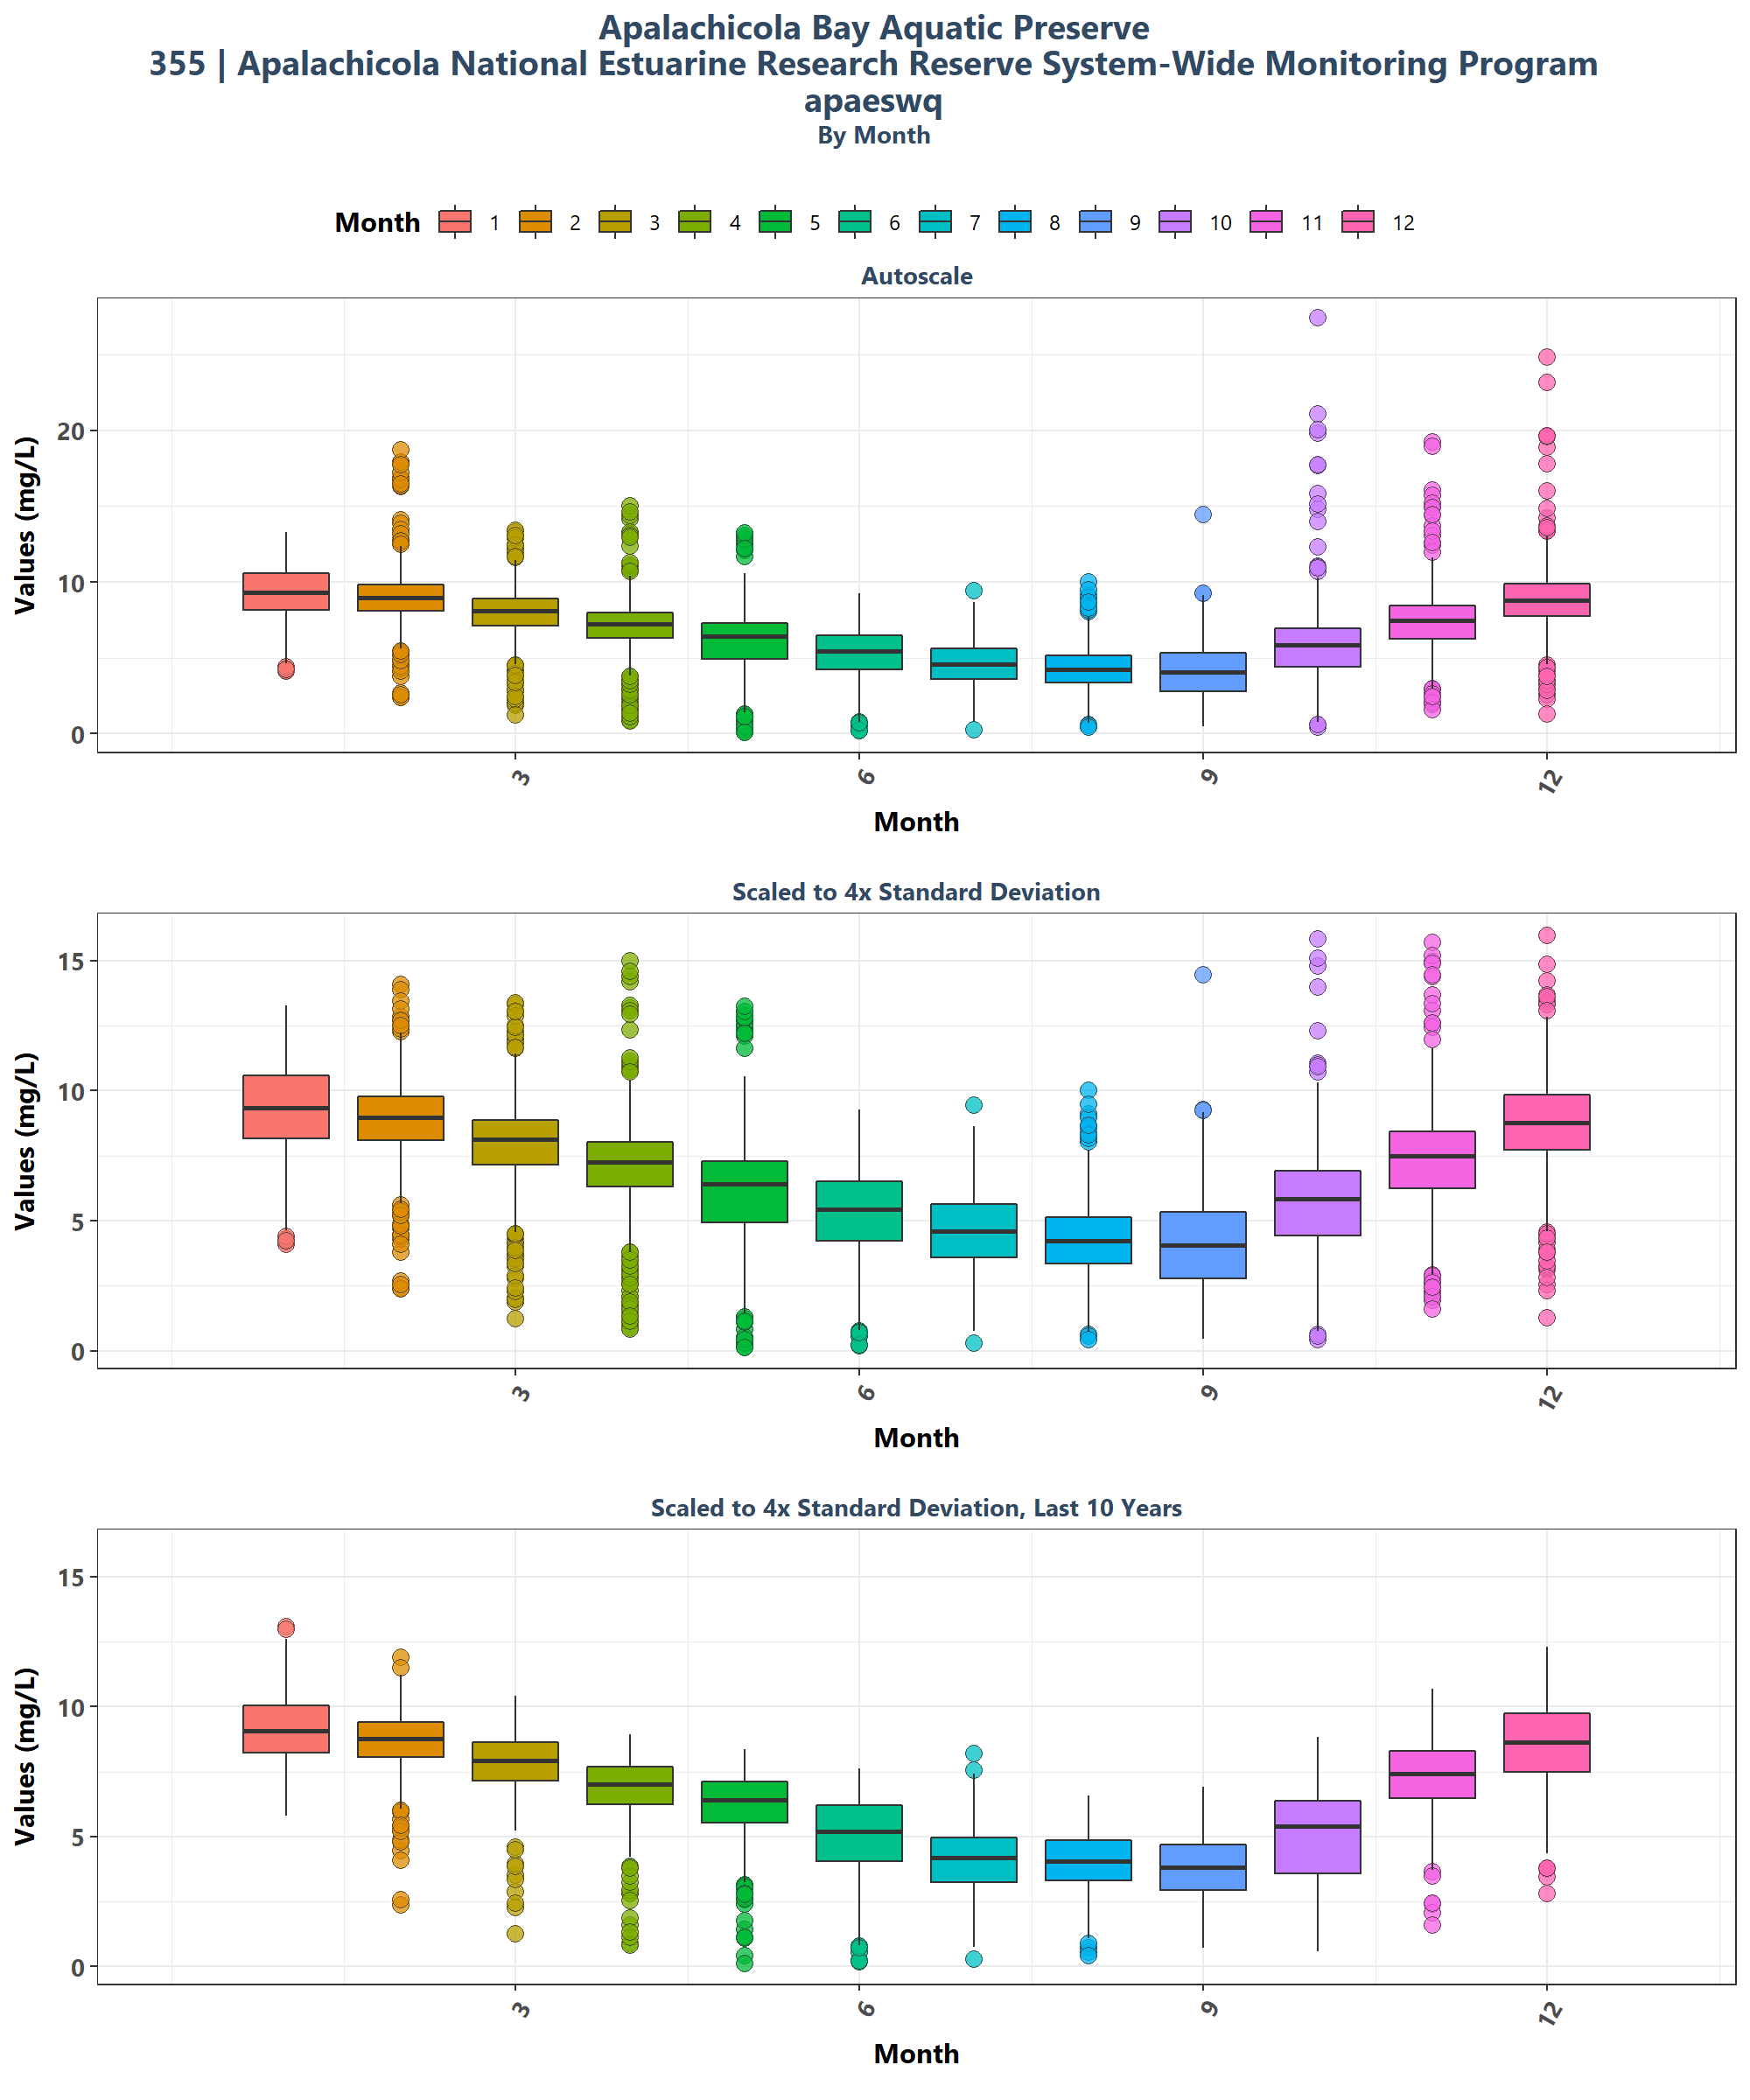 Apalachicola Bay Aquatic Preserve
355 | Apalachicola National Estuarine Research Reserve System-Wide Monitoring Program
apaeswq
By Month
Month 1 2 3 4 5 6 7 8 9 10 11 12
Autoscale
Values (mg/L)
20
10
0
3 6 9 12
Month
Scaled to 4x Standard Deviation
Values (mg/L)
15
10
5
0
3 6 9 12
Month
Scaled to 4x Standard Deviation, Last 10 Years
Values (mg/L)
15
10
5
0
3 6 9 12
Month